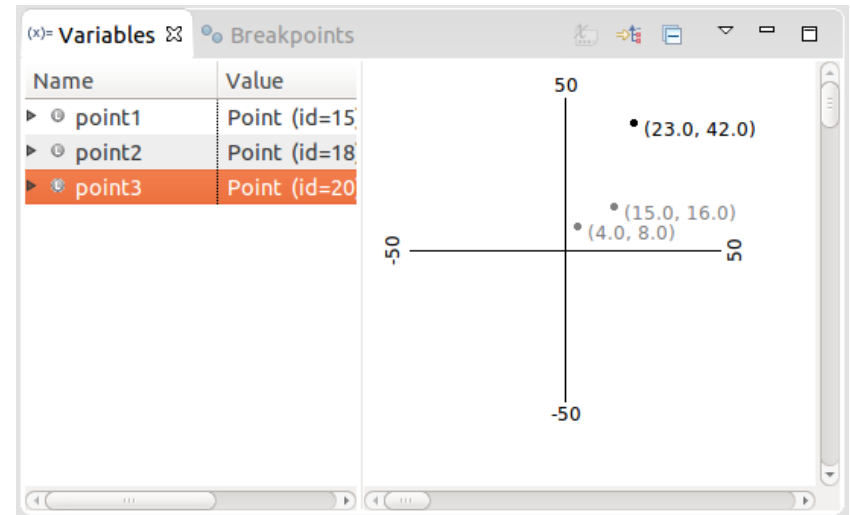 (x)= Variables Breakpoints
Name Value
point1 Point (id=15)
point2 Point (id=18
point3 Point (id=20
50
(23.0, 42.0)
(15.0, 16.0)
(4.0, 8.0)
-50
50
-50